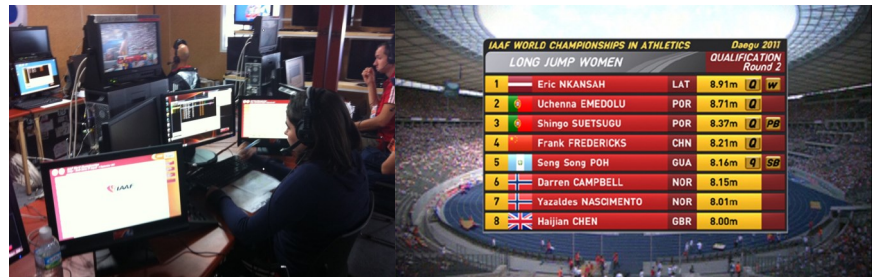 IAAF
IAAF WORLD CHAMPIONSHIPS IN ATHLETICS Daegu 2011
LONG JUMP WOMEN QUALIFICATION
Round 2
1 Eric NKANSAH LAT 8.91m Q W
2 Uchenna EMEDOLU POR 8.71m Q
3 Shingo SUETSUGU POR 8.37m Q PB
4 Frank FREDERICKS CHN 8.21m Q
5 Seng Song POH GUA 8.16m q SB
6 Darren CAMPBELL NOR 8.15m
7 Yazaldes NASCIMENTO NOR 8.01m
8 Haijian CHEN GBR 8.00m